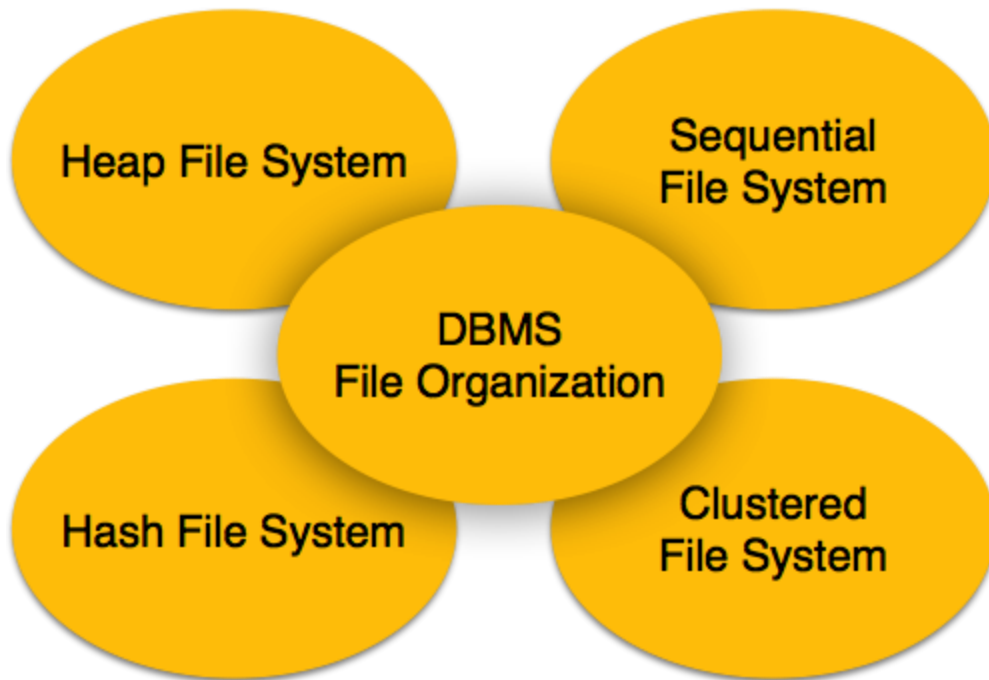 Heap File System
Sequential
File System
DBMS
File Organization
Hash File System
Clustered
File System